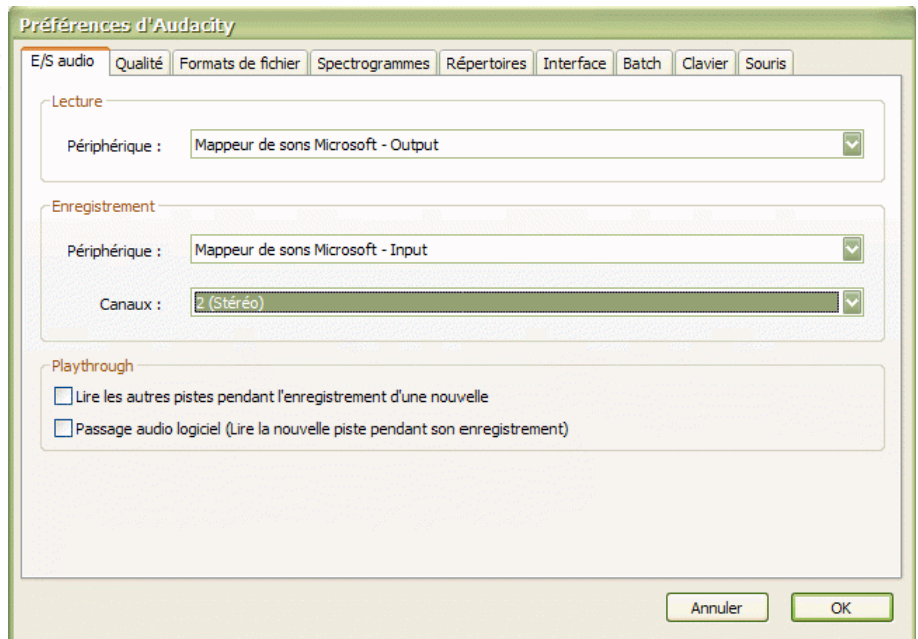 Préférences d'Audacity
E/S audio Qualité Formats de fichier Spectrogrammes Répertoires Interface Batch Clavier Souris
Lecture
Périphérique : Mappeur de sons Microsoft - Output
Enregistrement
Périphérique : Mappeur de sons Microsoft - Input
Canaux : 2 (Stéréo)
Playthrough
Lire les autres pistes pendant l'enregistrement d'une nouvelle
Passage audio logiciel (Lire la nouvelle piste pendant son enregistrement)
Annuler OK